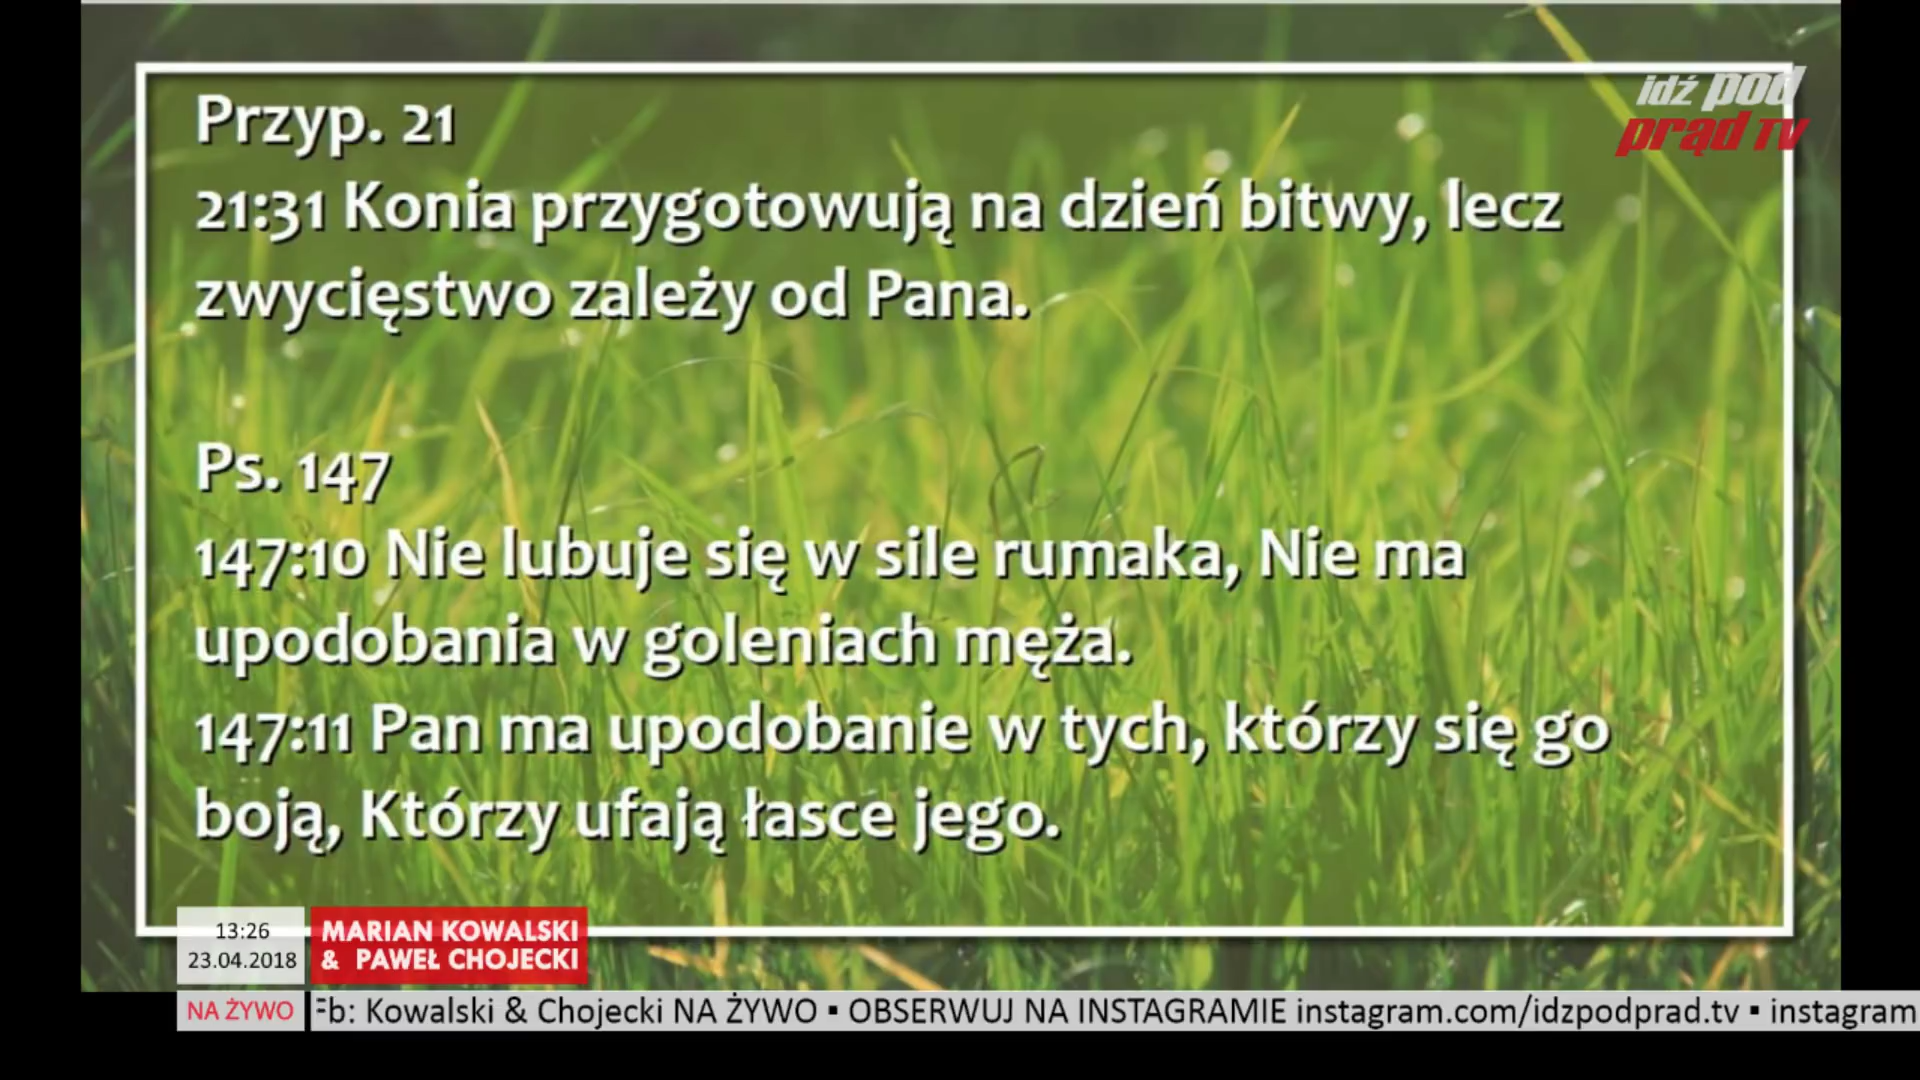 idź pod
prąd TV
Przyp. 21
21:31 Konia przygotowują na dzień bitwy, lecz
zwycięstwo zależy od Pana.
Ps. 147
147:10 Nie lubuje się w sile rumaka, Nie ma
upodobania w goleniach męża.
147:11 Pan ma upodobanie w tych, którzy się go
boją, Którzy ufają łasce jego.
13:26
23.04.2018
MARIAN KOWALSKI
& PAWEŁ CHOJECKI
NA ŻYWO
Fb: Kowalski & Chojecki NA ŻYWO ▪ OBSERWUJ NA INSTAGRAMIE instagram.com/idzpodprad.tv ▪ instagram